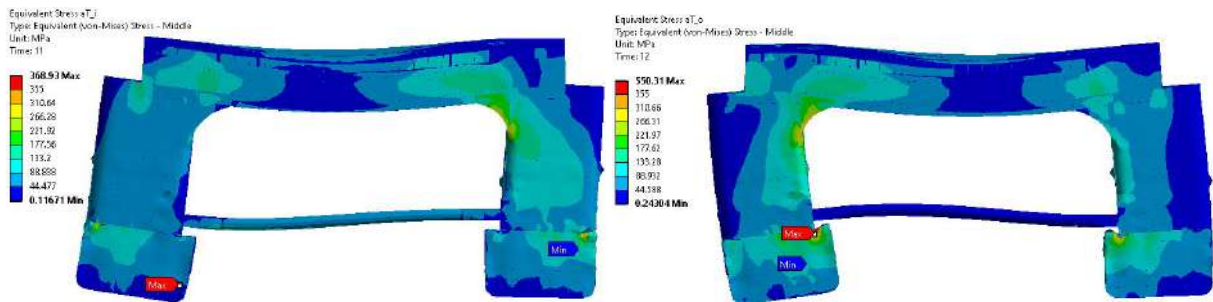 Equivalent Stress aT_i
Type: Equivalent (von-Mises) Stress - Middle
Unit: MPa
Time: 11
368.93 Max
355
310.64
266.28
221.92
177.56
133.2
88.838
44.477
0.11671 Min
Max
Min
Equivalent Stress aT_o
Type: Equivalent (von-Mises) Stress - Middle
Unit: MPa
Time: 12
550.31 Max
355
310.66
266.31
221.97
177.62
133.28
88.932
44.588
0.24304 Min
Max
Min